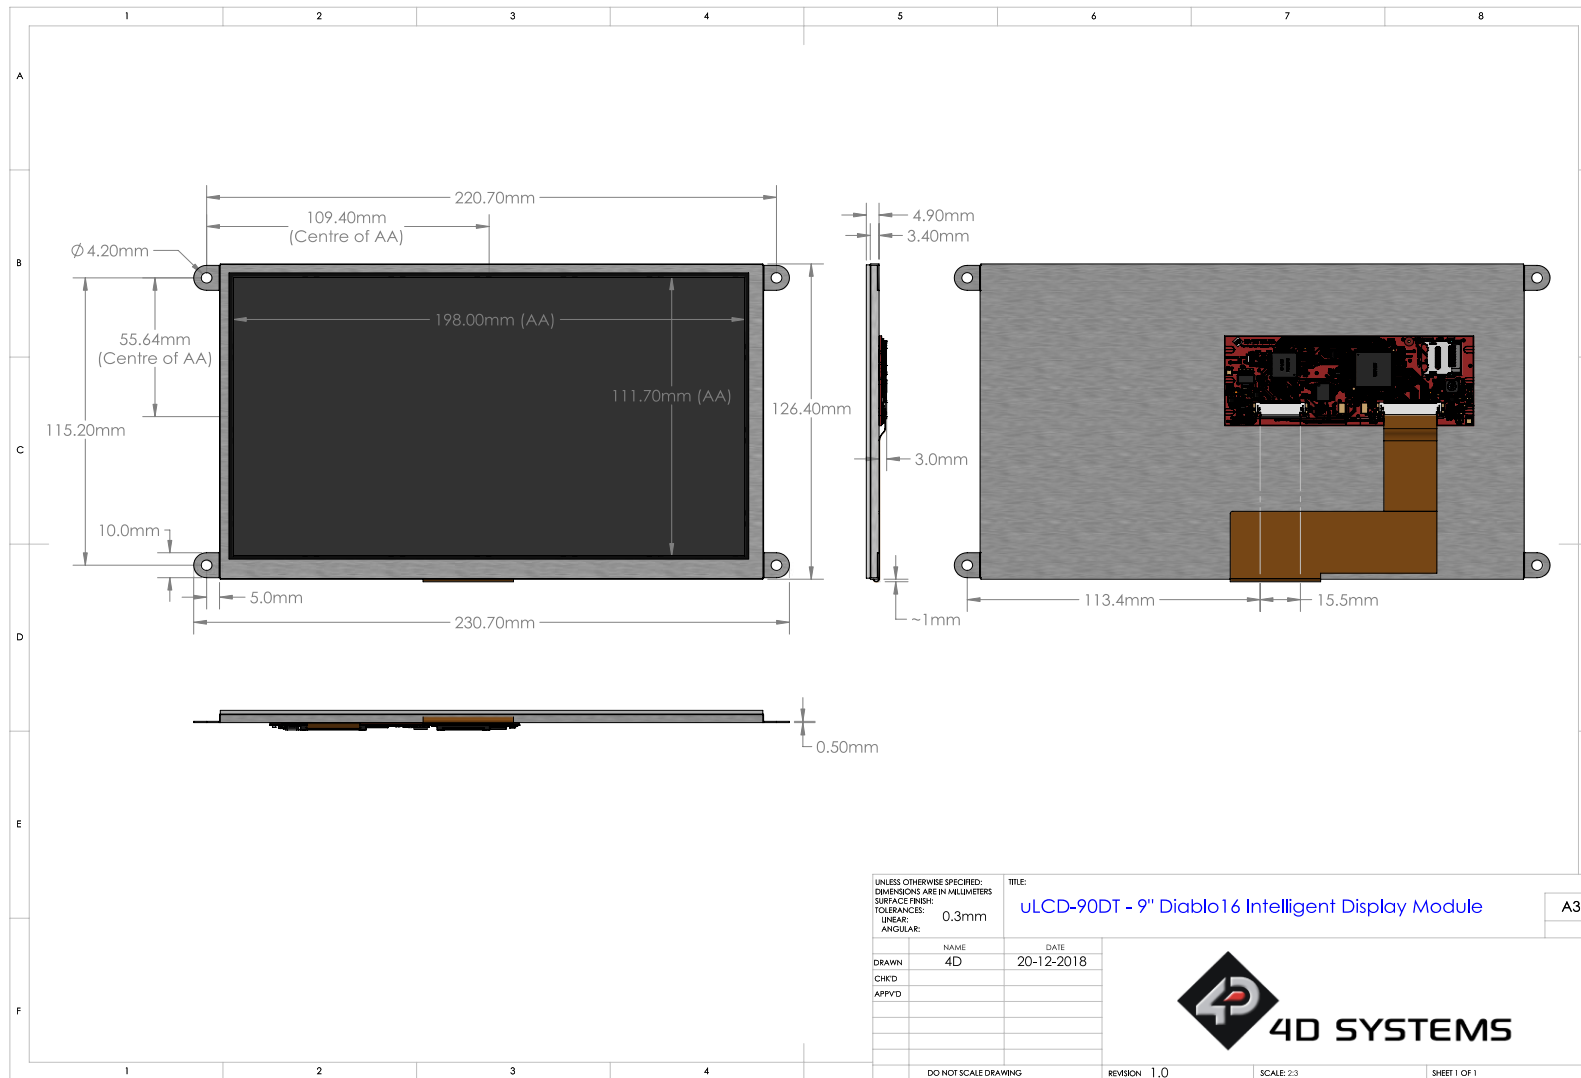 1 2 3 4 5 6 7 8
A
B
C
D
E
F
220.70mm
109.40mm
(Centre of AA)
Ø4.20mm
198.00mm (AA)
55.64mm
(Centre of AA)
111.70mm (AA)
126.40mm
115.20mm
10.0mm
5.0mm
230.70mm
4.90mm
3.40mm
3.0mm
~1mm
113.4mm
15.5mm
0.50mm
UNLESS OTHERWISE SPECIFIED:
DIMENSIONS ARE IN MILLIMETERS
SURFACE FINISH:
TOLERANCES:
LINEAR: 0.3mm
ANGULAR:
TITLE:
uLCD-90DT - 9" Diablo16 Intelligent Display Module
A3
NAME DATE
DRAWN 4D 20-12-2018
CHK'D
APPV'D
4D
4D SYSTEMS
DO NOT SCALE DRAWING
REVISION 1.0
SCALE: 2:3
SHEET 1 OF 1
1 2 3 4